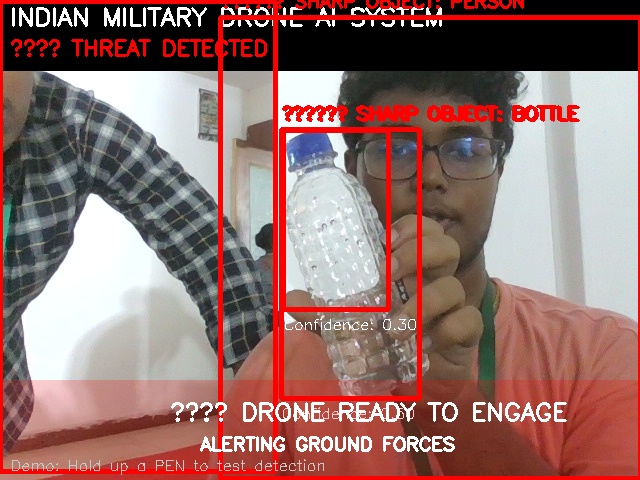 SHARP OBJECT: PERSON
INDIAN MILITARY DRONE AI SYSTEM
???? THREAT DETECTED
?????? SHARP OBJECT: BOTTLE
Confidence: 0.30
???? DRONE READY TO ENGAGE
ALERTING GROUND FORCES
Demo: Hold up a PEN to test detection